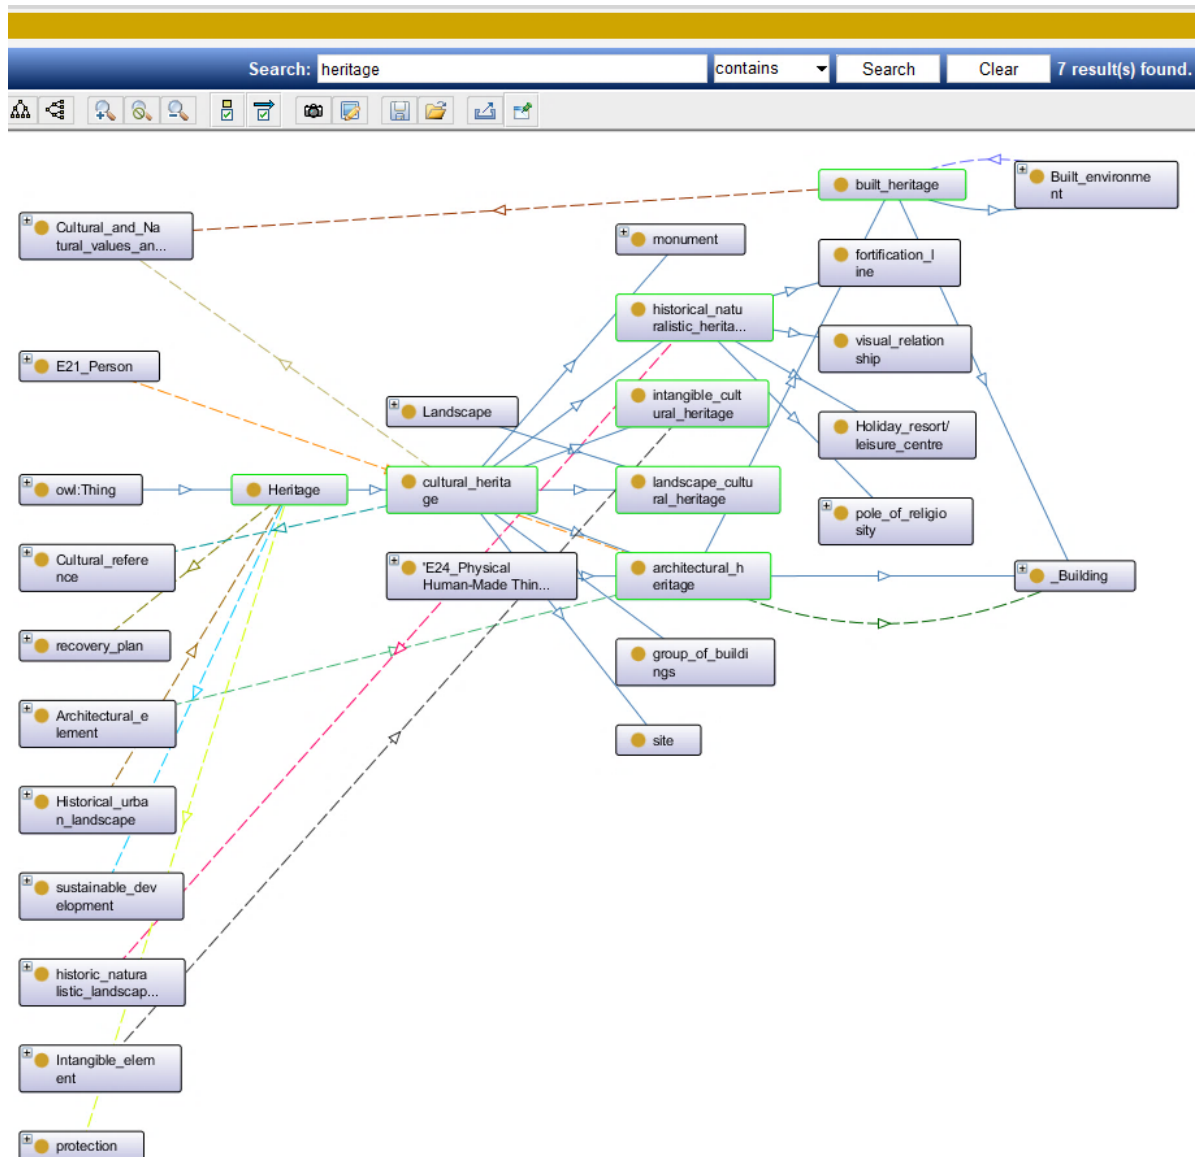 Search: heritage contains Search Clear 7 result(s) found.
built_heritage
Built_environme
nt
Cultural_and_Na
tural_values_an...
monument
fortification_l
ine
historical_natu
ralistic_herita...
visual_relation
ship
E21_Person
intangible_cult
ural_heritage
Landscape
Holiday_resort/
leisure_centre
owl:Thing
Heritage
cultural_herita
ge
landscape_cultu
ral_heritage
pole_of_religio
sity
Cultural_refere
nce
'E24_Physical
Human-Made Thin...
architectural_h
eritage
_Building
recovery_plan
group_of_buildi
ngs
Architectural_e
lement
site
Historical_urba
n_landscape
sustainable_dev
elopment
historic_natura
listic_landscap...
Intangible_elem
ent
protection